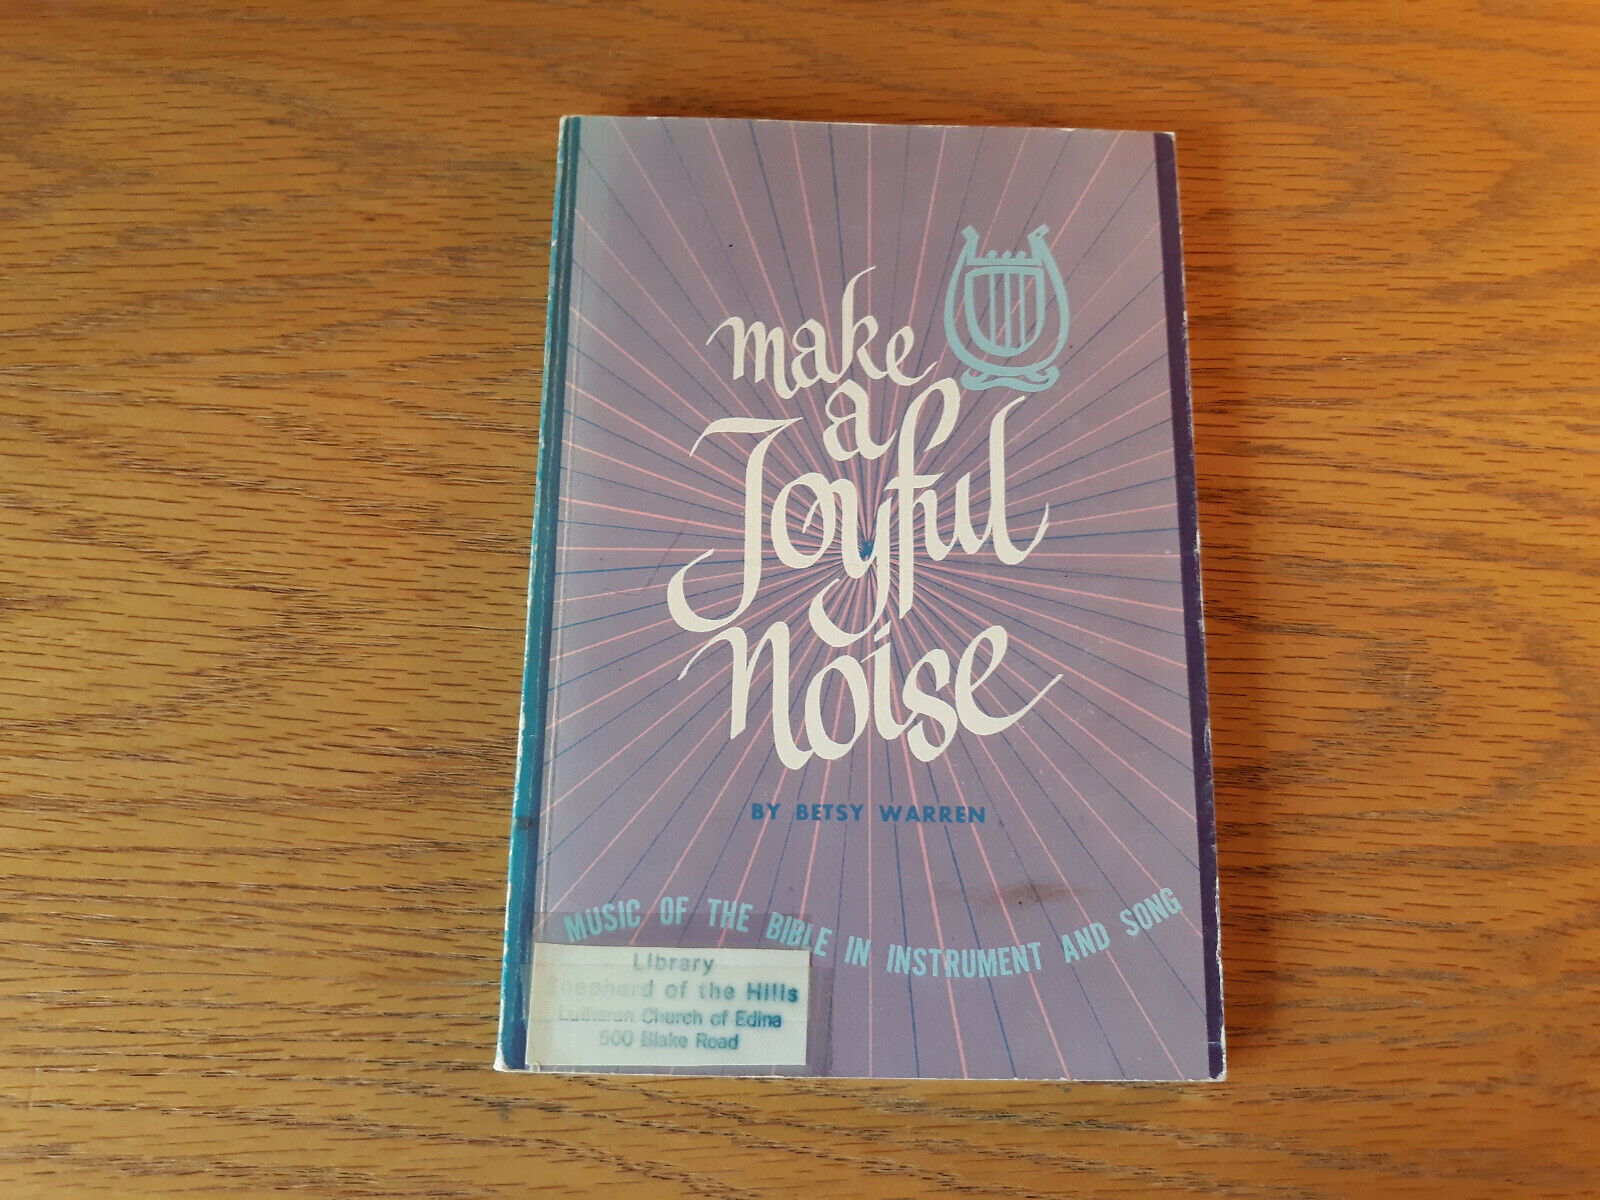 make
a
Joyful
Noise
BY BETSY WARREN
MUSIC OF THE BIBLE IN INSTRUMENT AND SONG
Library
Shepherd of the Hills
Lutheran Church of Edina
500 Blake Road